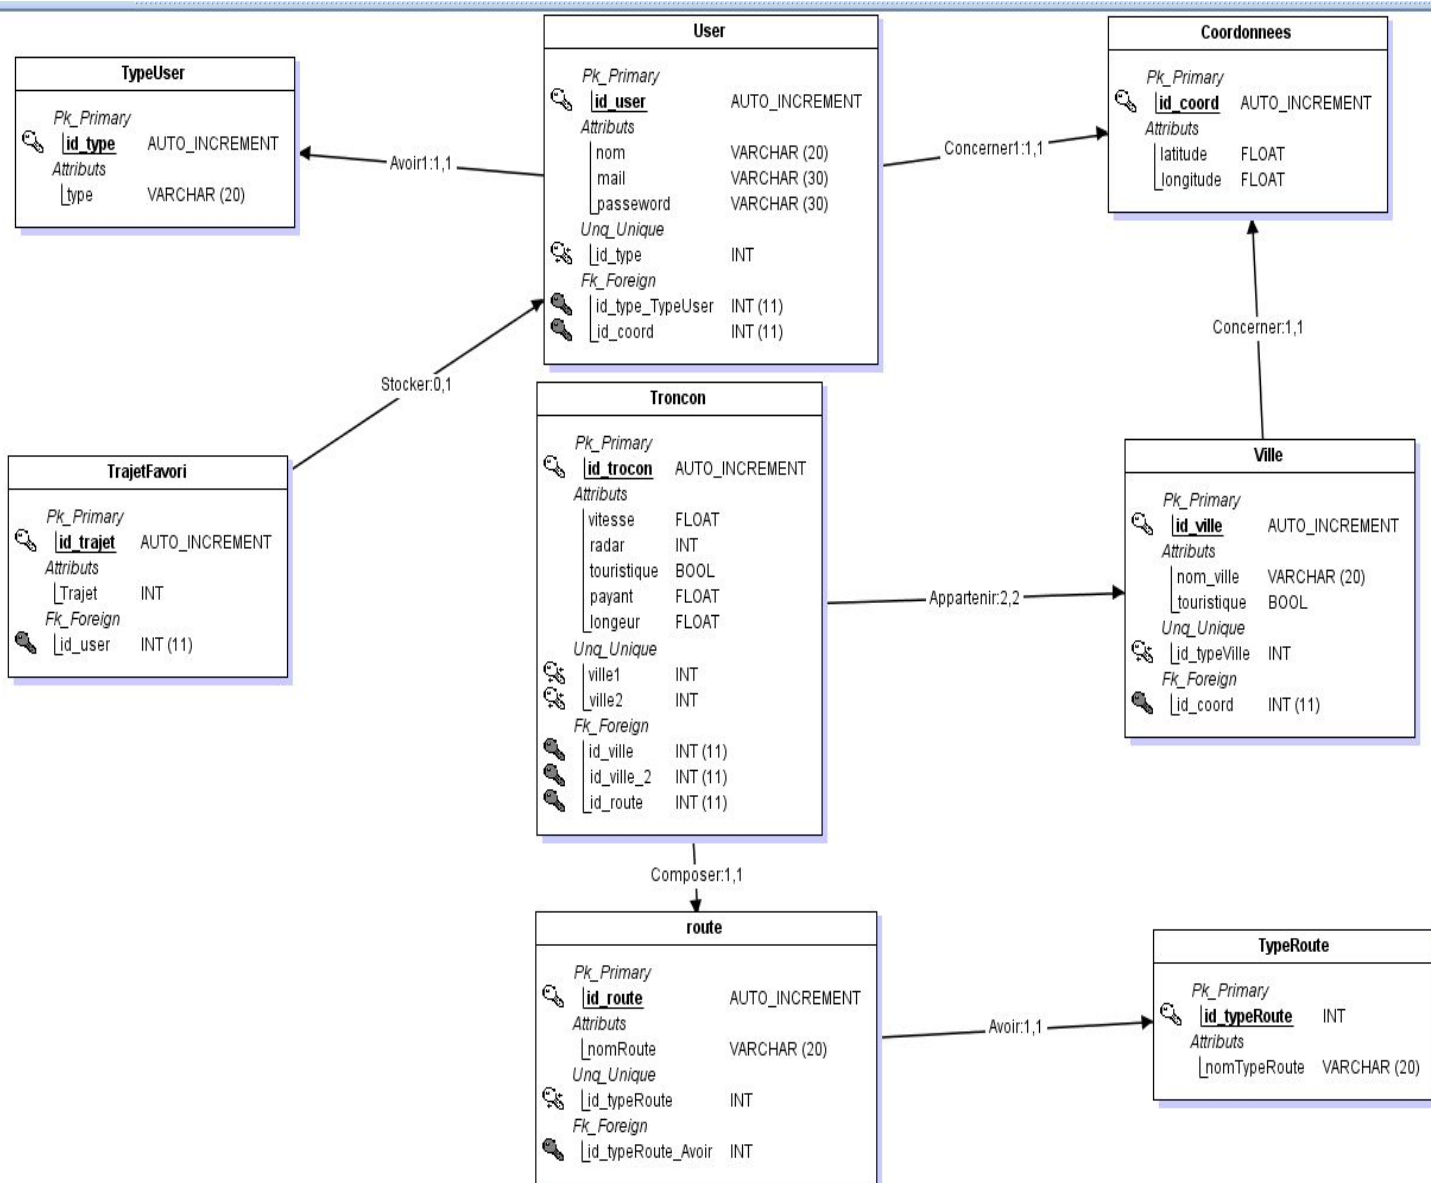 User
Pk_Primary
id_user AUTO_INCREMENT
Attributs
nom VARCHAR (20)
mail VARCHAR (30)
passeword VARCHAR (30)
Unq_Unique
id_type INT
Fk_Foreign
id_type_TypeUser INT (11)
id_coord INT (11)
Coordonnees
Pk_Primary
id_coord AUTO_INCREMENT
Attributs
latitude FLOAT
longitude FLOAT
TypeUser
Pk_Primary
id_type AUTO_INCREMENT
Attributs
type VARCHAR (20)
Avoir1:1,1
Concerner1:1,1
Concerner:1,1
Stocker:0,1
Troncon
Pk_Primary
id_trocon AUTO_INCREMENT
Attributs
vitesse FLOAT
radar INT
touristique BOOL
payant FLOAT
longeur FLOAT
Unq_Unique
ville1 INT
ville2 INT
Fk_Foreign
id_ville INT (11)
id_ville_2 INT (11)
id_route INT (11)
TrajetFavori
Pk_Primary
id_trajet AUTO_INCREMENT
Attributs
Trajet INT
Fk_Foreign
id_user INT (11)
Ville
Pk_Primary
id_ville AUTO_INCREMENT
Attributs
nom_ville VARCHAR (20)
touristique BOOL
Unq_Unique
id_typeVille INT
Fk_Foreign
id_coord INT (11)
Appartenir:2,2
Composer:1,1
route
Pk_Primary
id_route AUTO_INCREMENT
Attributs
nomRoute VARCHAR (20)
Unq_Unique
id_typeRoute INT
Fk_Foreign
id_typeRoute_Avoir INT
Avoir:1,1
TypeRoute
Pk_Primary
id_typeRoute INT
Attributs
nomTypeRoute VARCHAR (20)